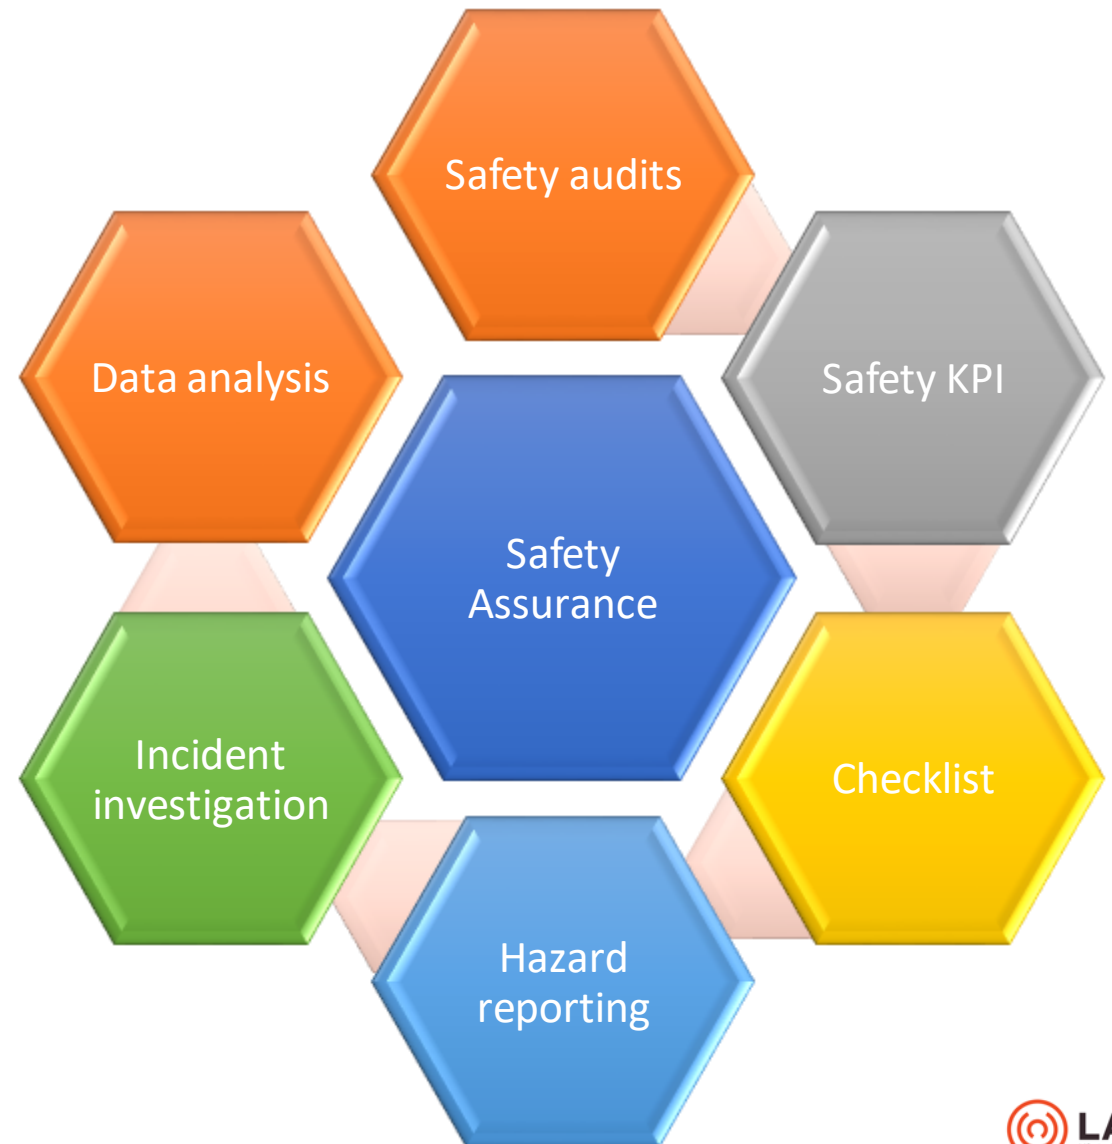 Safety audits
Safety KPI
Data analysis
Safety
Assurance
Checklist
Incident
investigation
Hazard
reporting